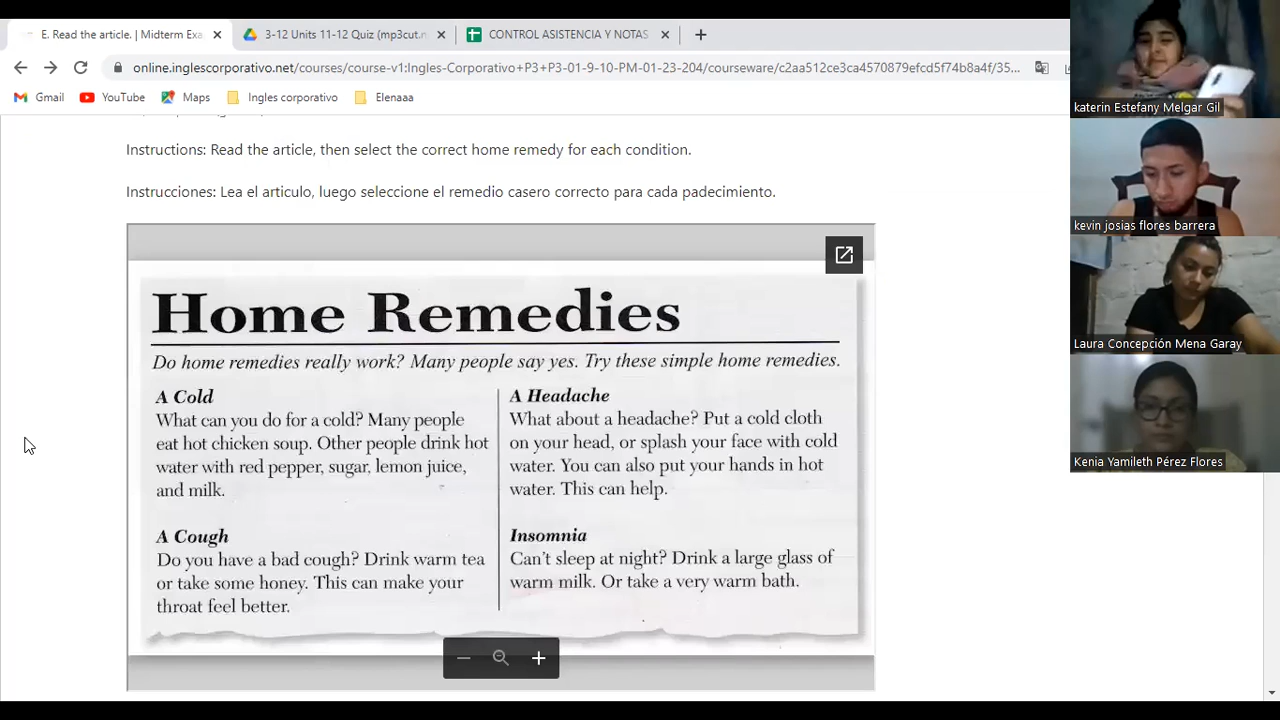 E. Read the article. | Midterm Exa
3-12 Units 11-12 Quiz (mp3cut.n
CONTROL ASISTENCIA Y NOTAS
online.inglescorporativo.net/courses/course-v1:Ingles-Corporativo+P3+P3-01-9-10-PM-01-23-204/courseware/c2aa512ce3ca4570879efcd5f74b8a4f/35...
Gmail
YouTube
Maps
Ingles corporativo
Elenaaa
Instructions: Read the article, then select the correct home remedy for each condition.
Instrucciones: Lea el articulo, luego seleccione el remedio casero correcto para cada padecimiento.
Home Remedies
Do home remedies really work? Many people say yes. Try these simple home remedies.
A Cold
What can you do for a cold? Many people
eat hot chicken soup. Other people drink hot
water with red pepper, sugar, lemon juice,
and milk.
A Cough
Do you have a bad cough? Drink warm tea
or take some honey. This can make your
throat feel better.
A Headache
What about a headache? Put a cold cloth
on your head, or splash your face with cold
water. You can also put your hands in hot
water. This can help.
Insomnia
Can't sleep at night? Drink a large glass of
warm milk. Or take a very warm bath.
katerin Estefany Melgar Gil
kevin josias flores barrera
Laura Concepción Mena Garay
Kenia Yamileth Pérez Flores